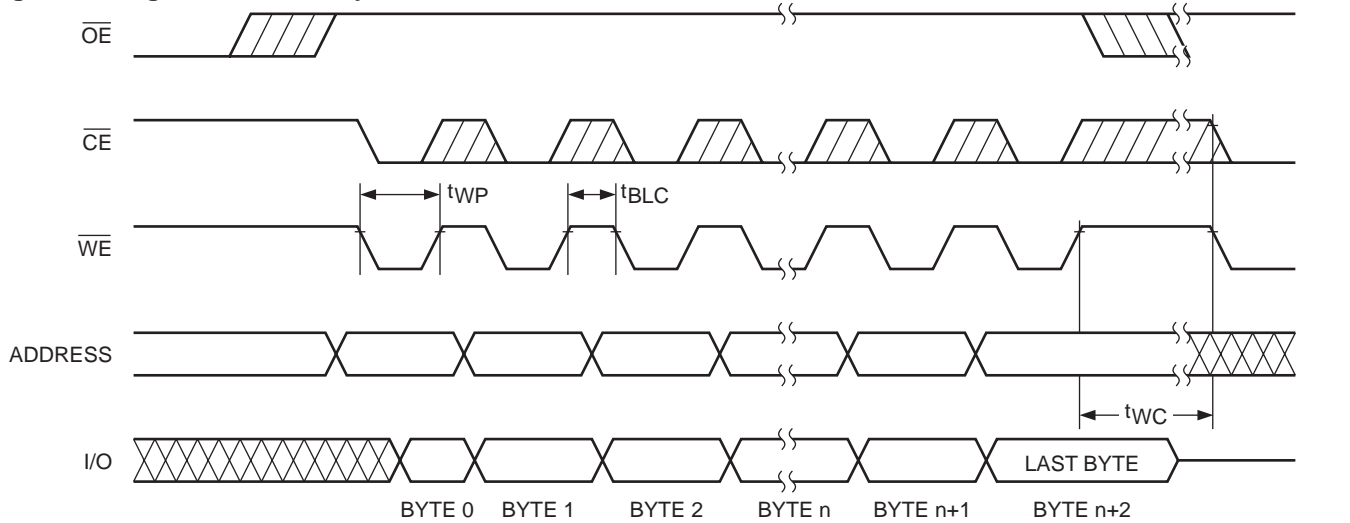 OE
CE
tWP
tBLC
WE
ADDRESS
tWC
I/O
LAST BYTE
BYTE 0 BYTE 1 BYTE 2 BYTE n BYTE n+1 BYTE n+2